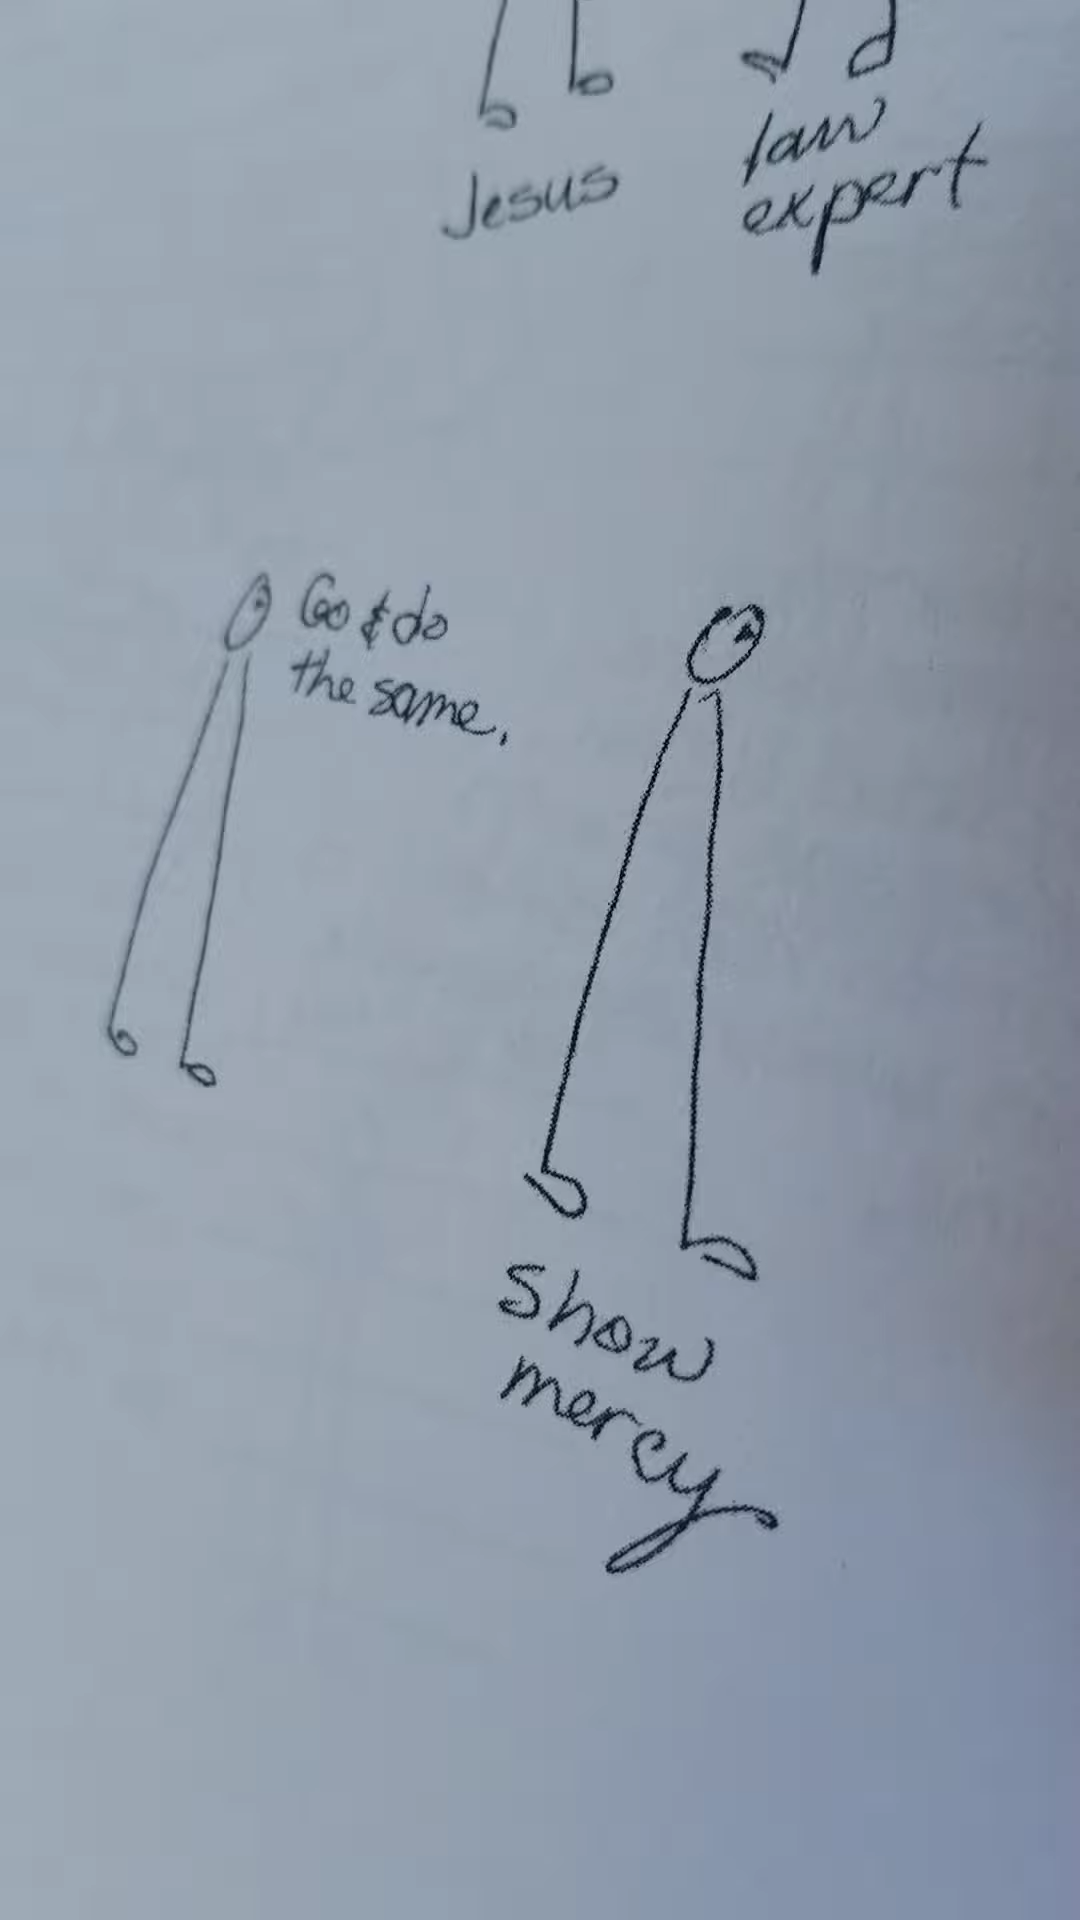 Jesus
law
expert
Go & do
the same.
show
mercy